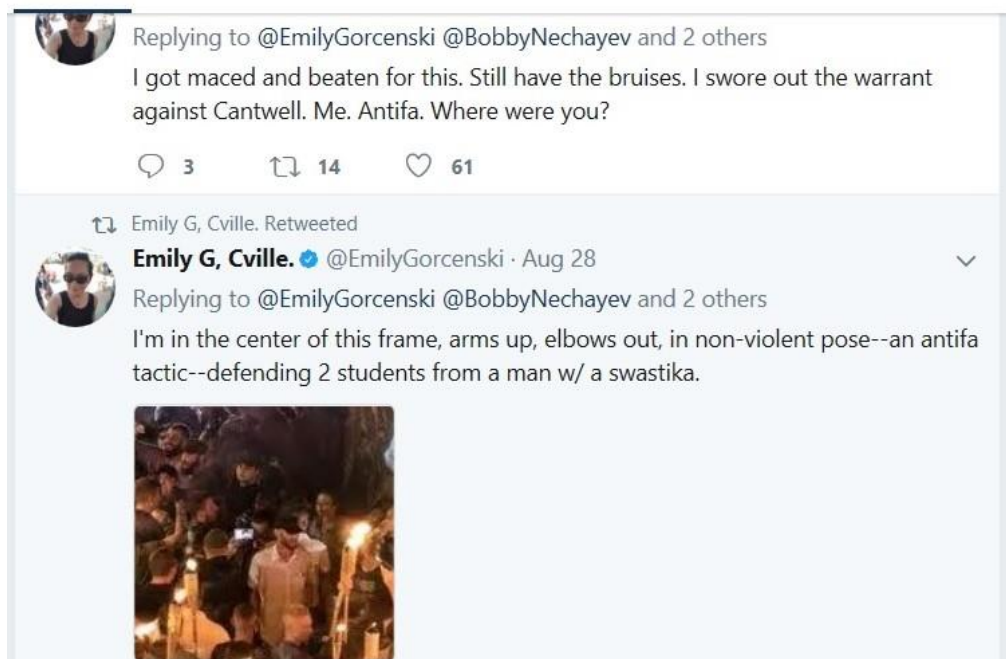 Replying to @EmilyGorcenski @BobbyNechayev and 2 others
I got maced and beaten for this. Still have the bruises. I swore out the warrant
against Cantwell. Me. Antifa. Where were you?
3 14 61
Emily G, Cville. Retweeted
Emily G, Cville. @EmilyGorcenski · Aug 28
Replying to @EmilyGorcenski @BobbyNechayev and 2 others
I'm in the center of this frame, arms up, elbows out, in non-violent pose--an antifa
tactic--defending 2 students from a man w/ a swastika.